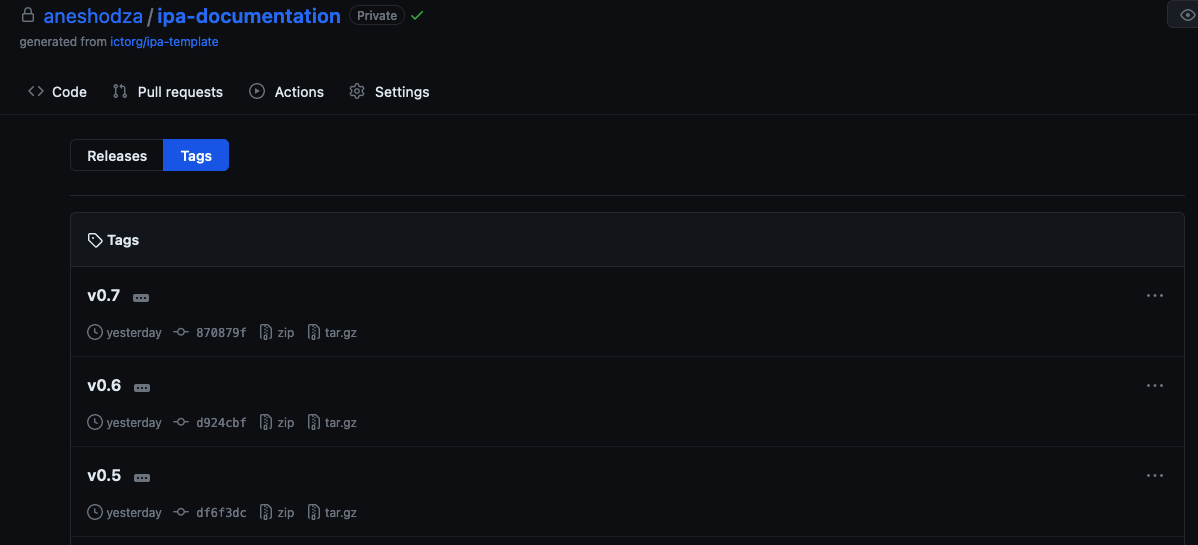 aneshodza/ipa-documentation Private
generated from ictorg/ipa-template
Code Pull requests Actions Settings
Releases Tags
Tags
v0.7
yesterday 870879f zip tar.gz
v0.6
yesterday d924cbf zip tar.gz
v0.5
yesterday df6f3dc zip tar.gz